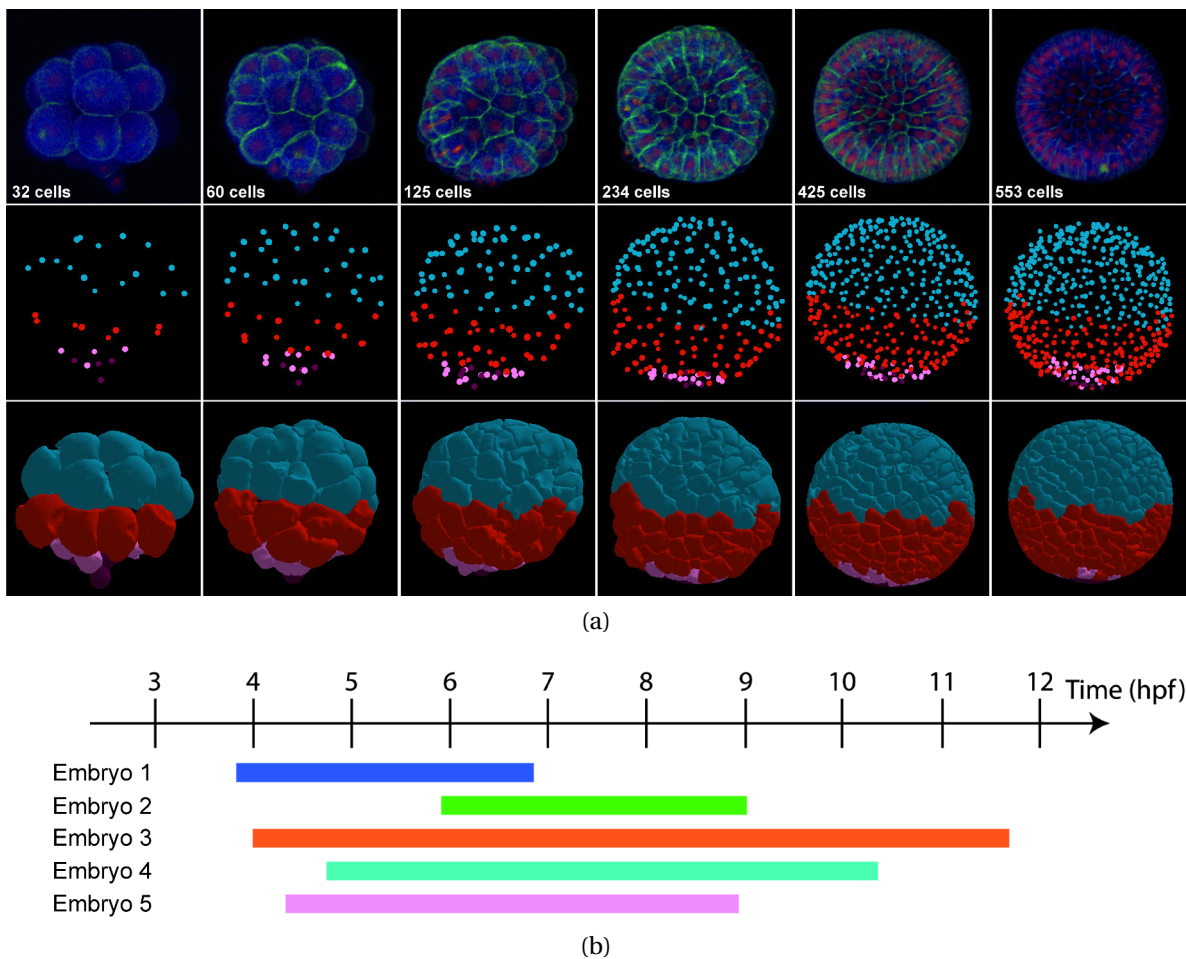 32 cells
60 cells
125 cells
234 cells
425 cells
553 cells
(a)
3 4 5 6 7 8 9 10 11 12 Time (hpf)
Embryo 1
Embryo 2
Embryo 3
Embryo 4
Embryo 5
(b)